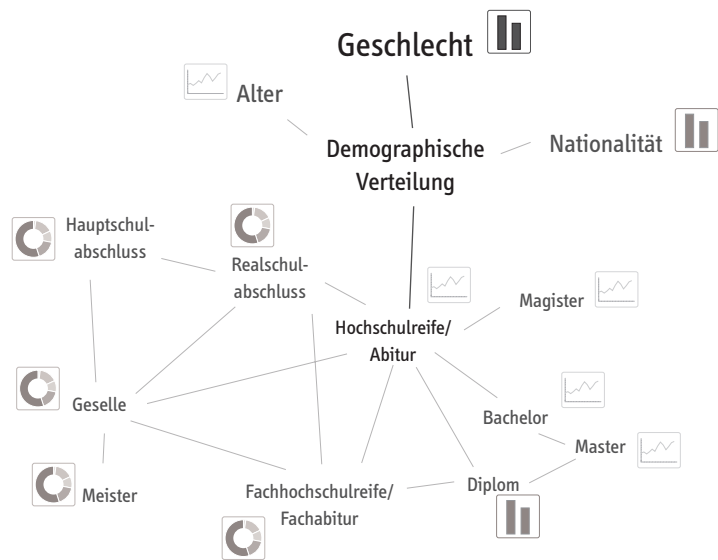 Geschlecht
Alter
Nationalität
Demographische
Verteilung
Hauptschul-
abschluss
Realschul-
abschluss
Magister
Hochschulreife/
Abitur
Geselle
Bachelor
Master
Meister
Fachhochschulreife/
Fachabitur
Diplom